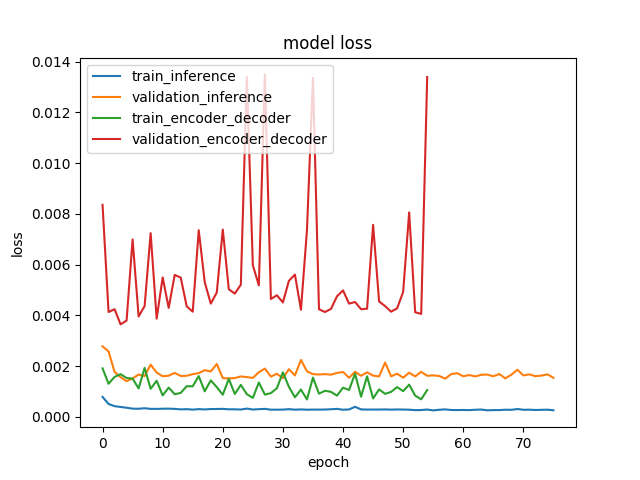 model loss
0.014
0.012
0.010
0.008
0.006
0.004
0.002
0.000
loss
train_inference
validation_inference
train_encoder_decoder
validation_encoder_decoder
0 10 20 30 40 50 60 70
epoch